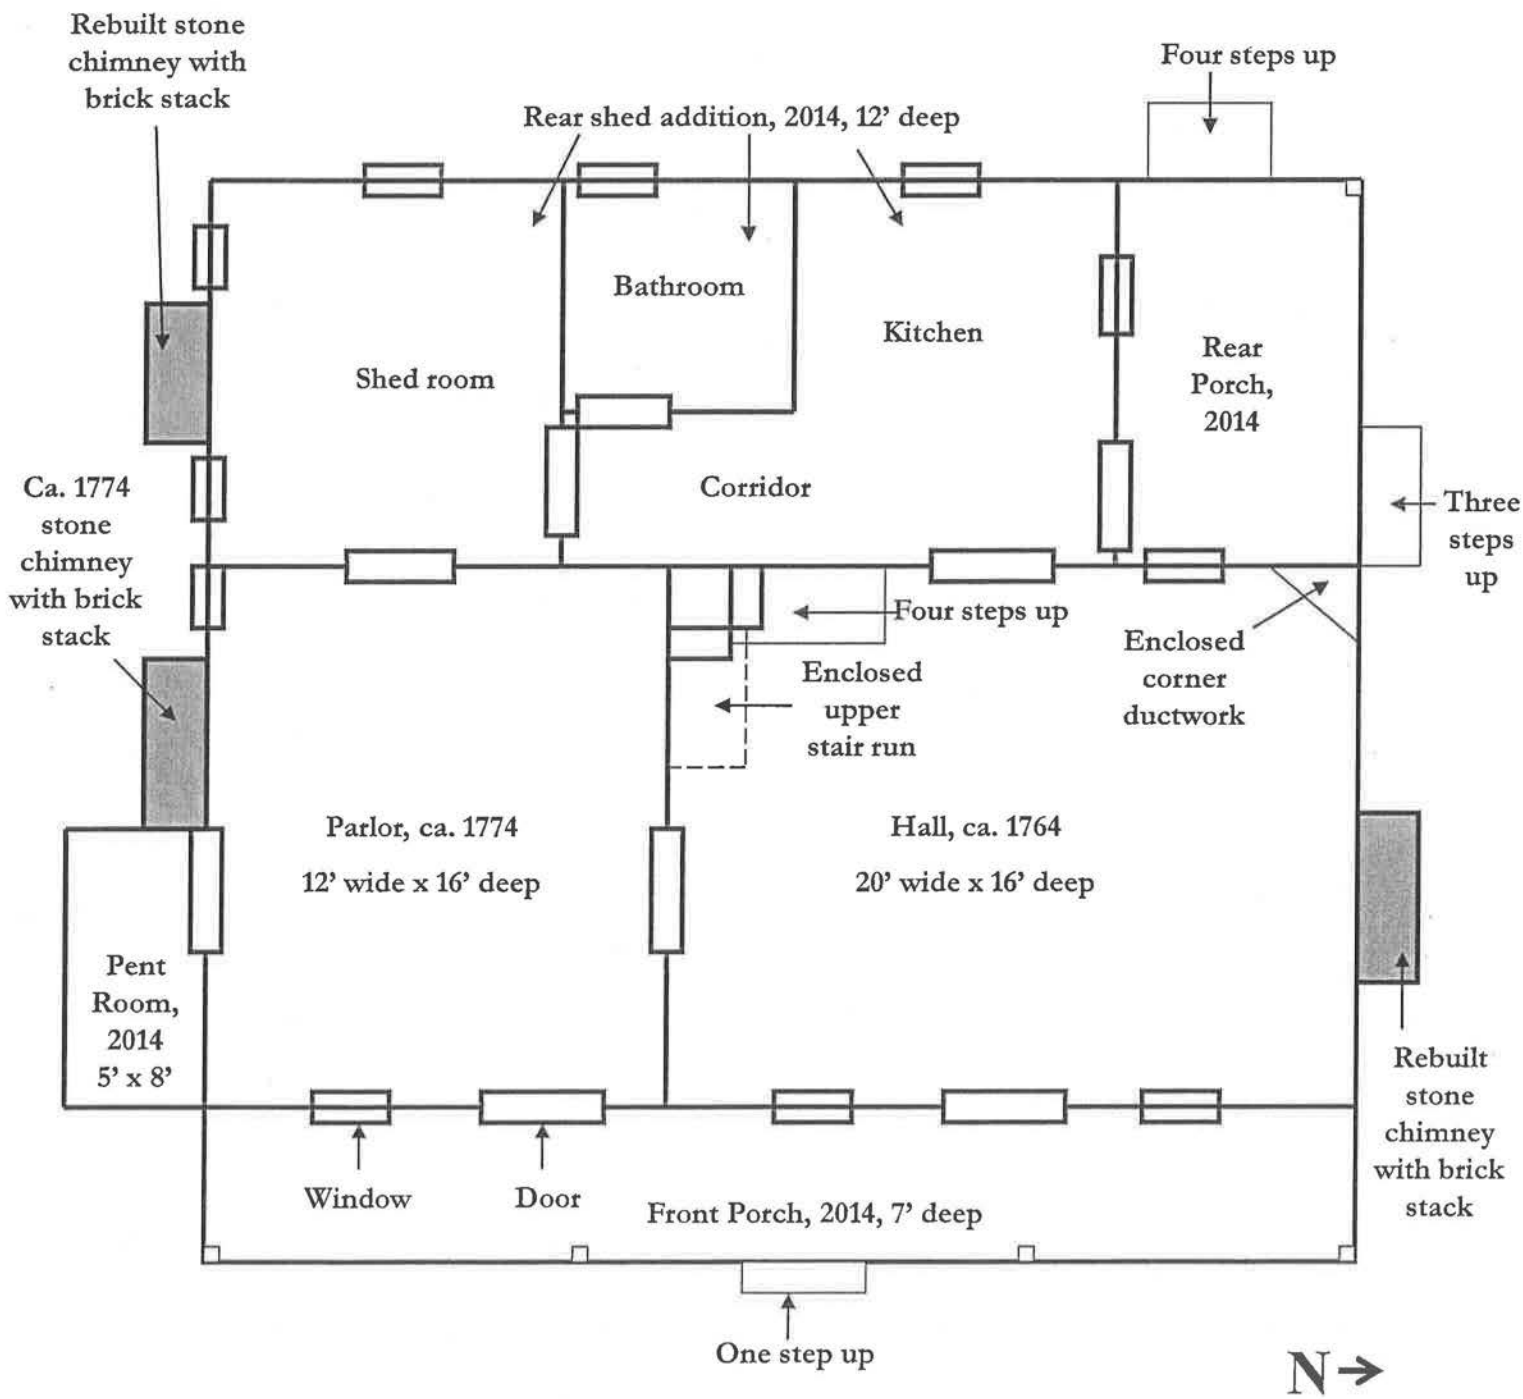 Rebuilt stone
chimney with
brick stack
Four steps up
Rear shed addition, 2014, 12’ deep
Bathroom
Kitchen
Shed room
Rear
Porch,
2014
Corridor
Ca. 1774
stone
chimney
with brick
stack
Three
steps
up
Four steps up
Enclosed
upper
stair run
Enclosed
corner
ductwork
Parlor, ca. 1774
12’ wide x 16’ deep
Hall, ca. 1764
20’ wide x 16’ deep
Pent
Room,
2014
5’ x 8’
Rebuilt
stone
chimney
with brick
stack
Window
Door
Front Porch, 2014, 7’ deep
One step up
N